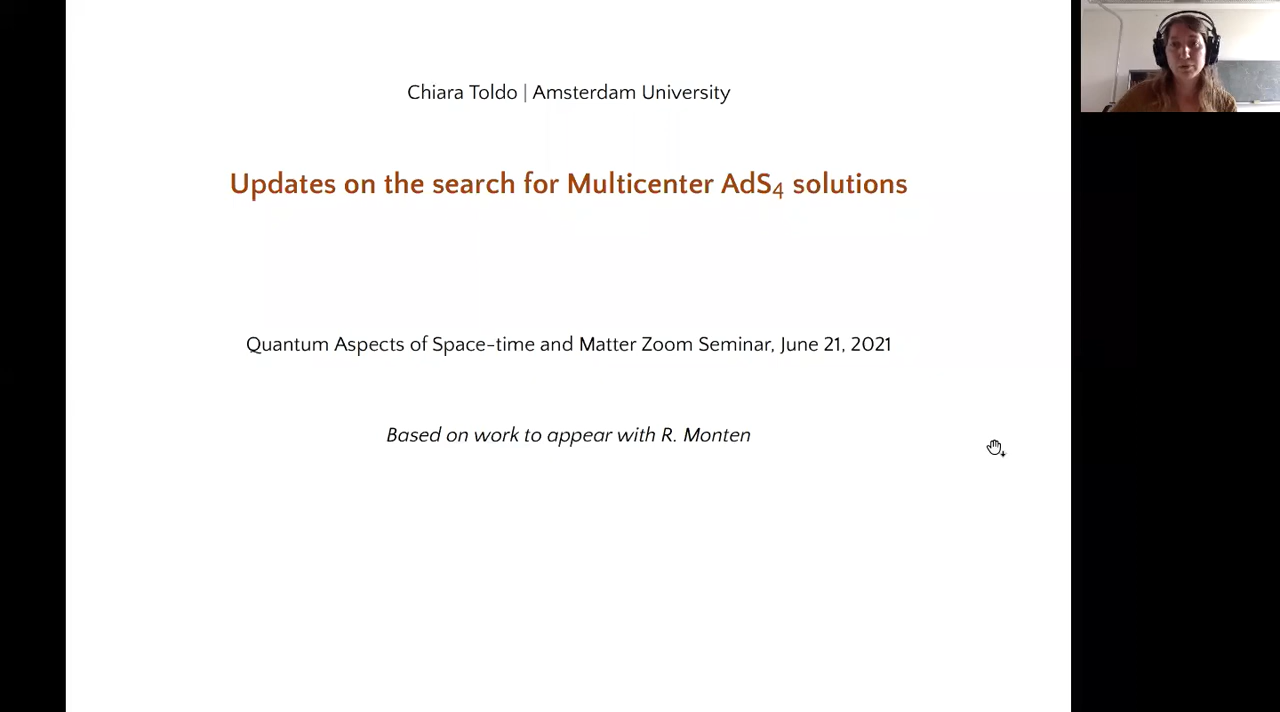 Chiara Toldo | Amsterdam University
Updates on the search for Multicenter AdS₄ solutions
Quantum Aspects of Space-time and Matter Zoom Seminar, June 21, 2021
Based on work to appear with R. Monten